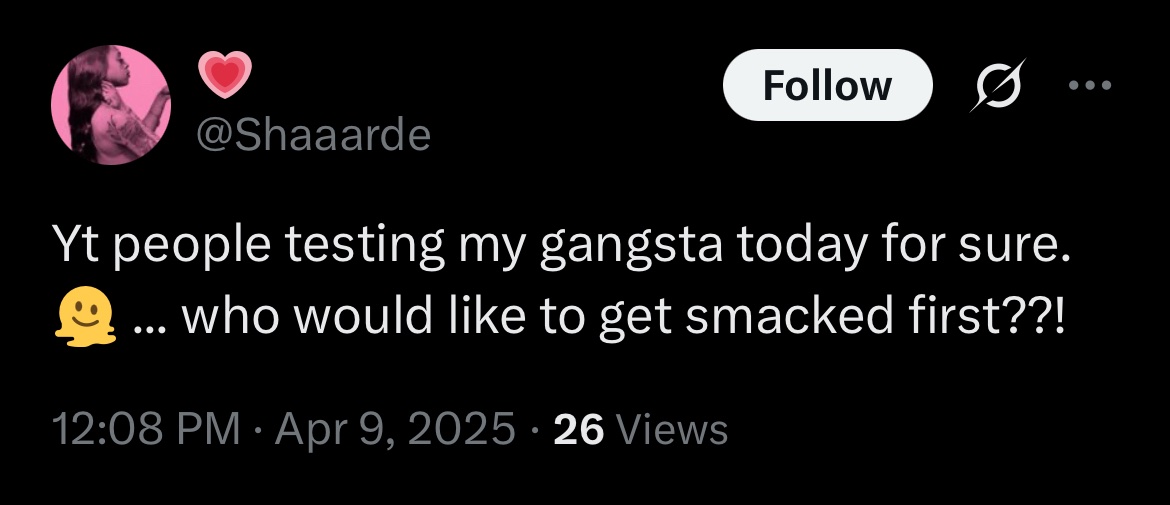 💗
Follow
@Shaaarde
Yt people testing my gangsta today for sure.
🫠 ... who would like to get smacked first??!
12:08 PM · Apr 9, 2025 · 26 Views